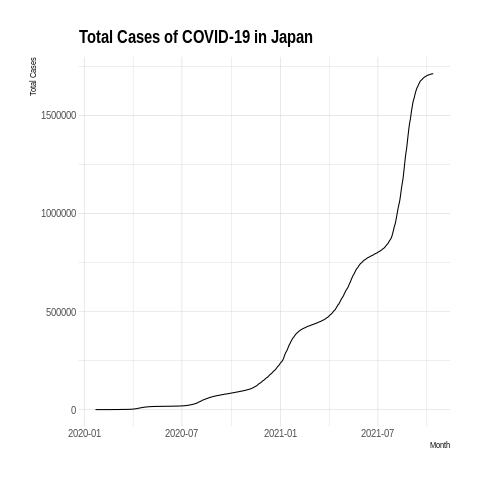 Total Cases of COVID-19 in Japan
Total Cases
1500000
1000000
500000
0
2020-01 2020-07 2021-01 2021-07
Month